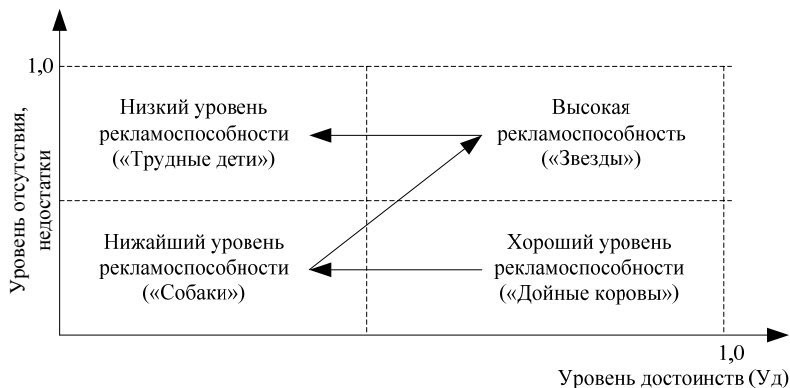 1,0
Уровень отсутствия,
недостатки
Низкий уровень
рекламоспособности
(«Трудные дети»)
Высокая
рекламоспособность
(«Звезды»)
Нижайший уровень
рекламоспособности
(«Собаки»)
Хороший уровень
рекламоспособности
(«Дойные коровы»)
1,0
Уровень достоинств (Уд)